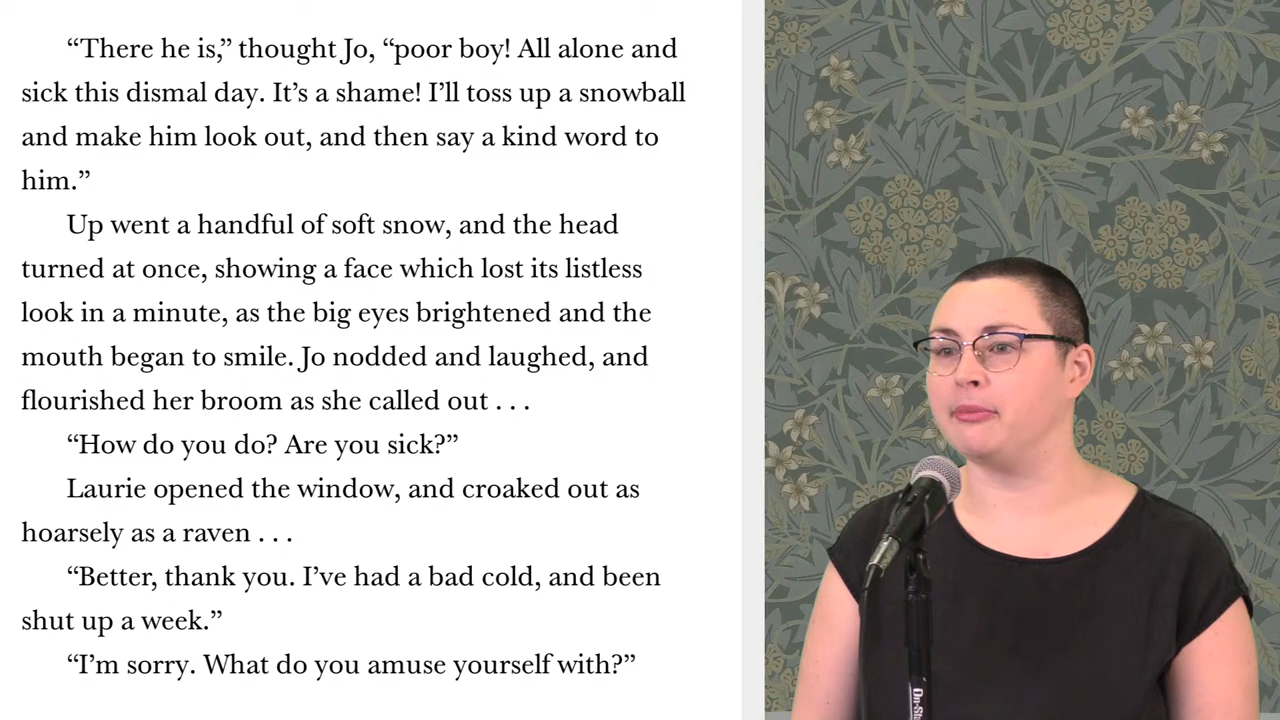 “There he is,” thought Jo, “poor boy! All alone and
sick this dismal day. It’s a shame! I’ll toss up a snowball
and make him look out, and then say a kind word to
him.”
Up went a handful of soft snow, and the head
turned at once, showing a face which lost its listless
look in a minute, as the big eyes brightened and the
mouth began to smile. Jo nodded and laughed, and
flourished her broom as she called out . . .
“How do you do? Are you sick?”
Laurie opened the window, and croaked out as
hoarsely as a raven . . .
“Better, thank you. I’ve had a bad cold, and been
shut up a week.”
“I’m sorry. What do you amuse yourself with?”